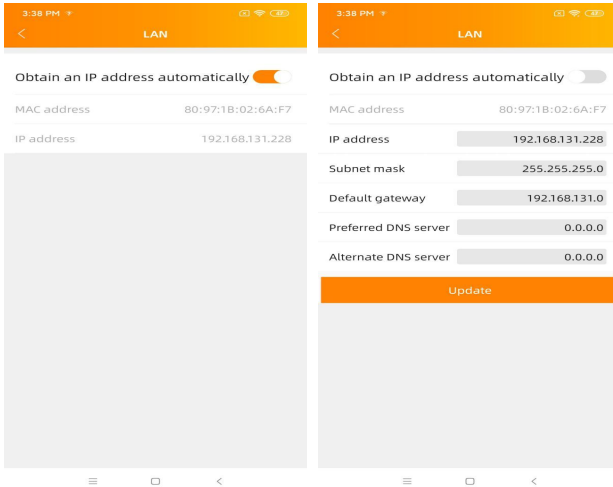 3:38 PM
LAN
Obtain an IP address automatically
MAC address 80:97:1B:02:6A:F7
IP address 192.168.131.228
3:38 PM
LAN
Obtain an IP address automatically
MAC address 80:97:1B:02:6A:F7
IP address 192.168.131.228
Subnet mask 255.255.255.0
Default gateway 192.168.131.0
Preferred DNS server 0.0.0.0
Alternate DNS server 0.0.0.0
Update